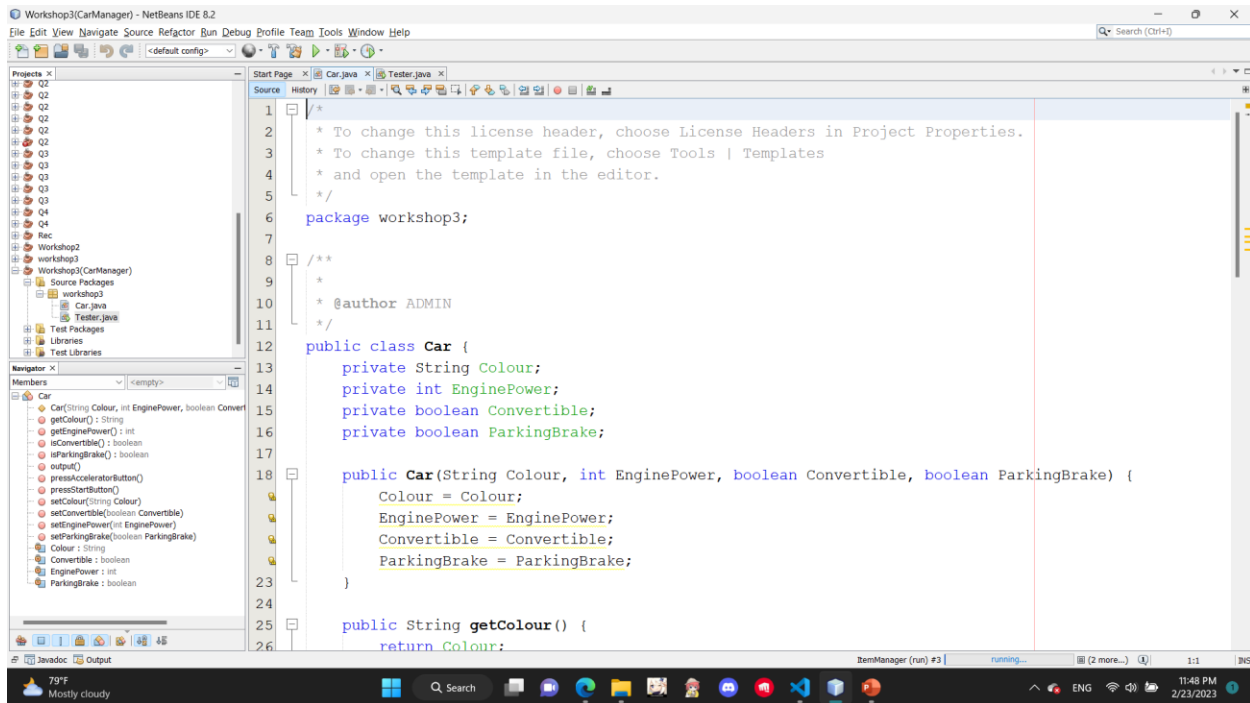 Workshop3(CarManager) - NetBeans IDE 8.2
File Edit View Navigate Source Refactor Run Debug Profile Team Tools Window Help
Search (Ctrl+I)
<default config>
Projects
Q2
Q2
Q2
Q2
Q2
Q2
Q3
Q3
Q3
Q3
Q3
Q4
Q4
Rec
Workshop2
workshop3
Workshop3(CarManager)
Source Packages
workshop3
Car.java
Tester.java
Test Packages
Libraries
Test Libraries
Navigator
Members
<empty>
Car
Car(String Colour, int EnginePower, boolean Convert
getColour() : String
getEnginePower() : int
isConvertible() : boolean
isParkingBrake() : boolean
output()
pressAcceleratorButton()
pressStartButton()
setColour(String Colour)
setConvertible(boolean Convertible)
setEnginePower(int EnginePower)
setParkingBrake(boolean ParkingBrake)
Colour : String
Convertible : boolean
EnginePower : int
ParkingBrake : boolean
Start Page Car.java Tester.java
Source History
1 /*
2 * To change this license header, choose License Headers in Project Properties.
3 * To change this template file, choose Tools | Templates
4 * and open the template in the editor.
5 */
6 package workshop3;
7
8 /**
9 *
10 * @author ADMIN
11 */
12 public class Car {
13 private String Colour;
14 private int EnginePower;
15 private boolean Convertible;
16 private boolean ParkingBrake;
17
18 public Car(String Colour, int EnginePower, boolean Convertible, boolean ParkingBrake) {
Colour = Colour;
EnginePower = EnginePower;
Convertible = Convertible;
ParkingBrake = ParkingBrake;
23 }
24
25 public String getColour() {
26 return Colour;
Javadoc Output
ItemManager (run) #3 running... (2 more...) 1:1 INS
79°F
Mostly cloudy
Search
ENG
11:48 PM
2/23/2023